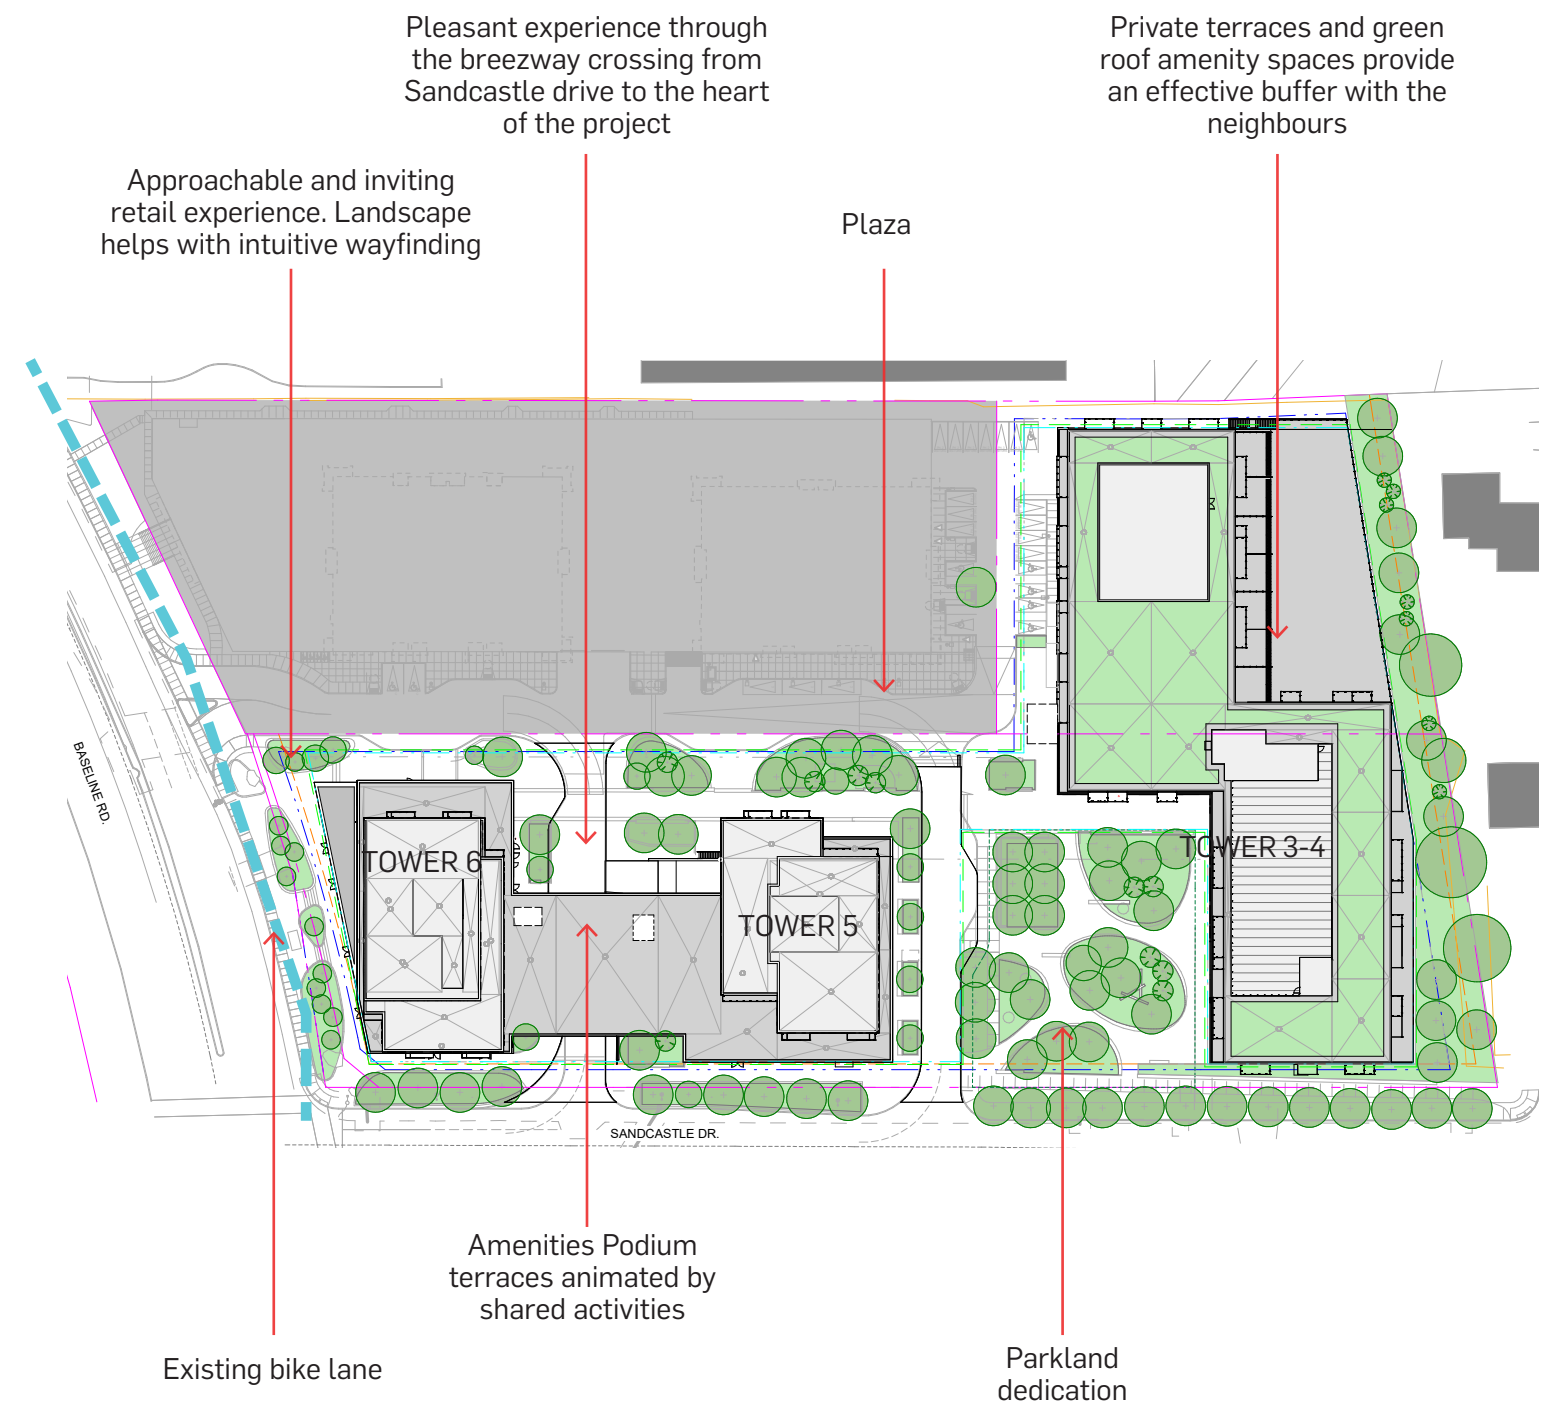 Pleasant experience through
the breezway crossing from
Sandcastle drive to the heart
of the project
Private terraces and green
roof amenity spaces provide
an effective buffer with the
neighbours
Approachable and inviting
retail experience. Landscape
helps with intuitive wayfinding
Plaza
BASELINE RD.
TOWER 6
TOWER 5
TOWER 3-4
SANDCASTLE DR.
Amenities Podium
terraces animated by
shared activities
Existing bike lane
Parkland
dedication